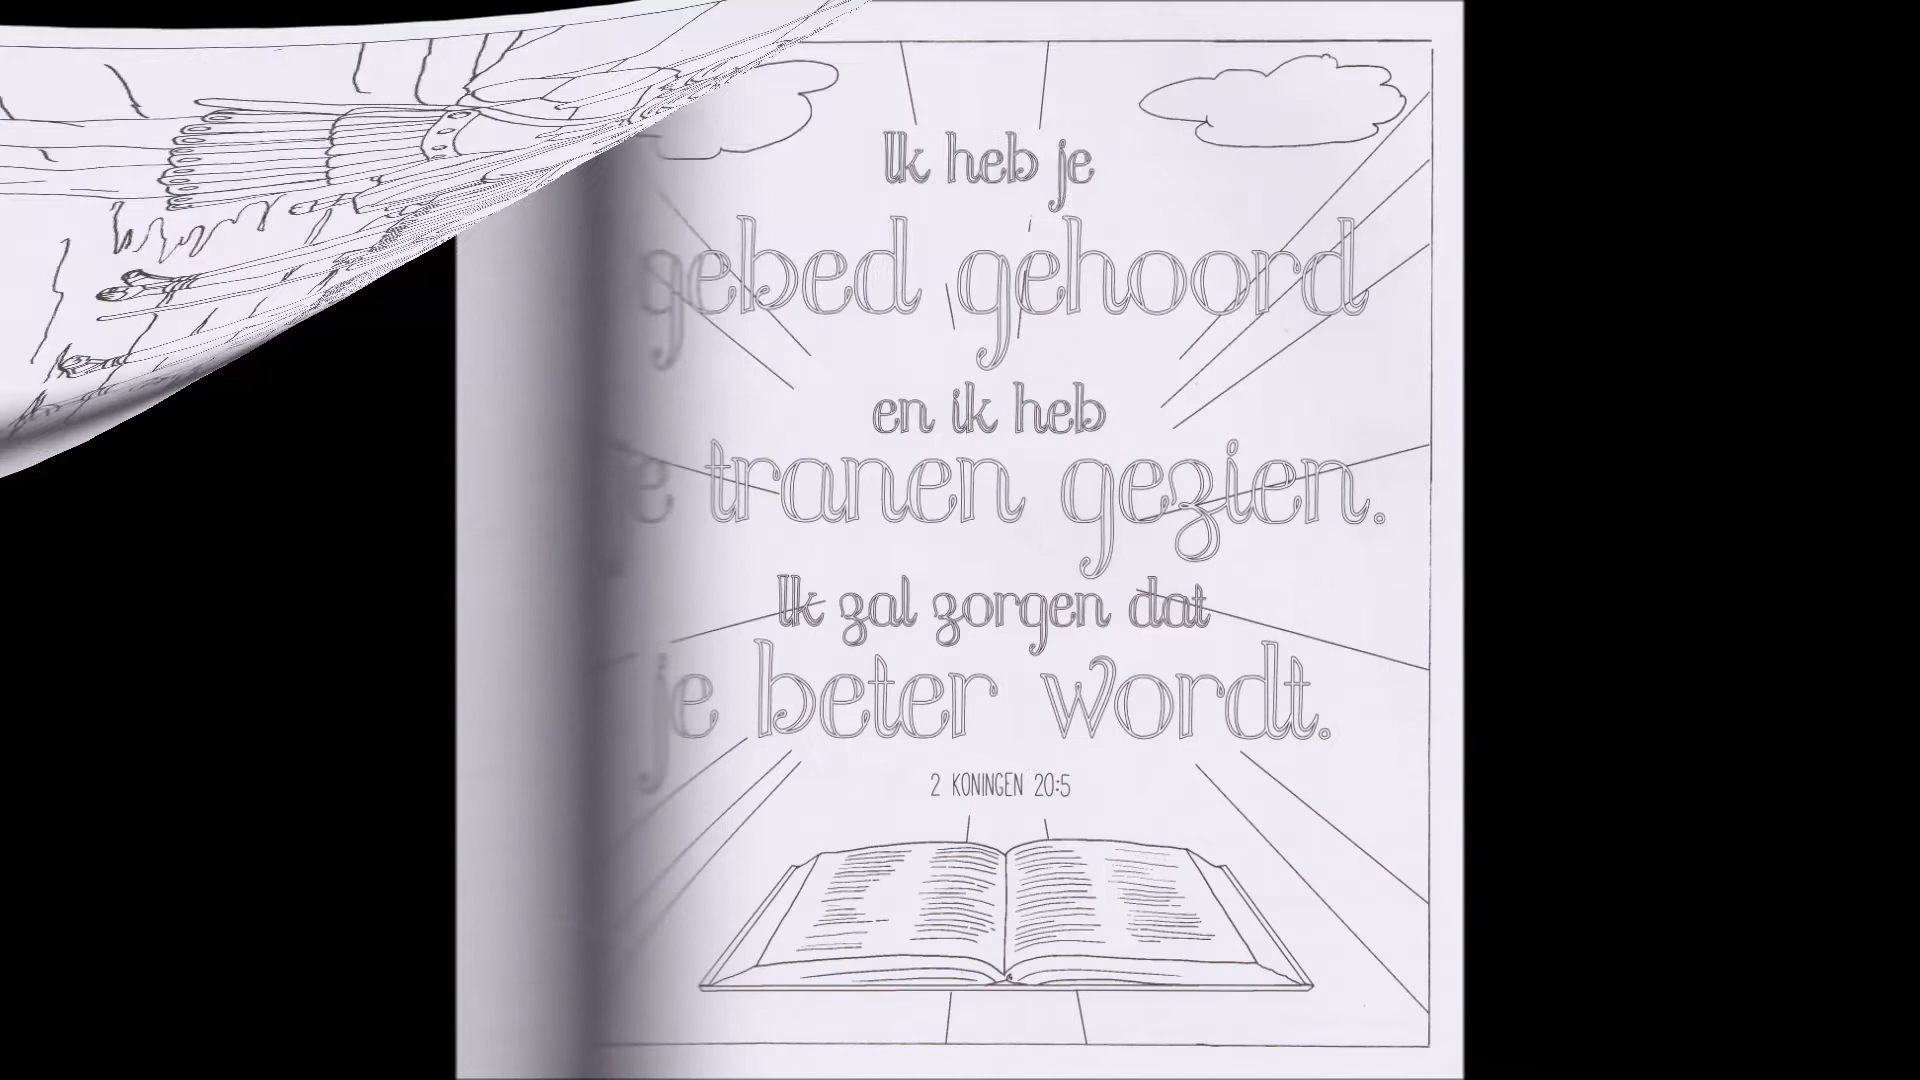 Ik heb je
gebed gehoord
en ik heb
je tranen gezien.
Ik zal zorgen dat
je beter wordt.
2 KONINGEN 20:5